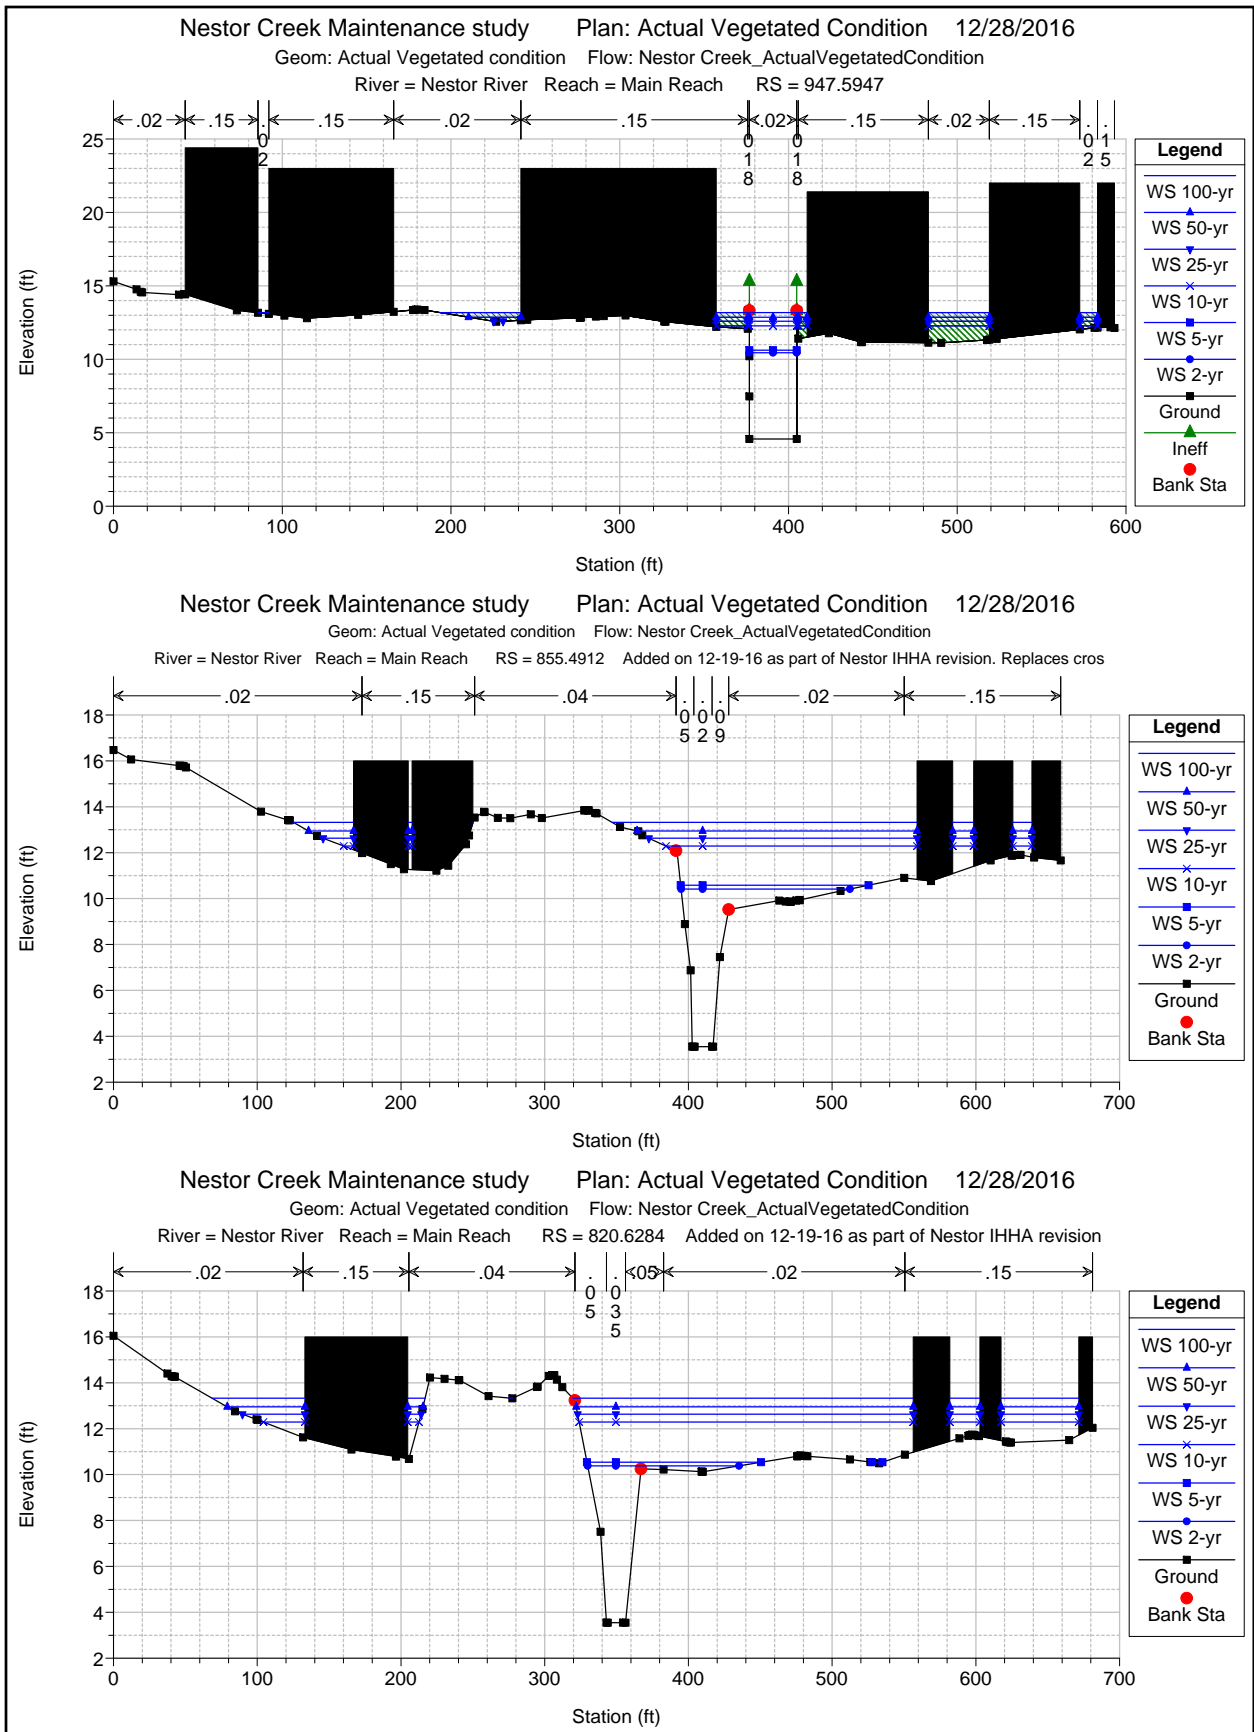 Nestor Creek Maintenance study Plan: Actual Vegetated Condition 12/28/2016
Geom: Actual Vegetated condition Flow: Nestor Creek_ActualVegetatedCondition
River = Nestor River Reach = Main Reach RS = 947.5947
.02 .15 .02 .15 .02 .15 .018 .02 .018 .15 .02 .15 .02 .15
25
20
15
10
5
0
Elevation (ft)
0 100 200 300 400 500 600
Station (ft)
Legend
WS 100-yr
WS 50-yr
WS 25-yr
WS 10-yr
WS 5-yr
WS 2-yr
Ground
Ineff
Bank Sta
Nestor Creek Maintenance study Plan: Actual Vegetated Condition 12/28/2016
Geom: Actual Vegetated condition Flow: Nestor Creek_ActualVegetatedCondition
River = Nestor River Reach = Main Reach RS = 855.4912 Added on 12-19-16 as part of Nestor IHHA revision. Replaces cros
.02 .15 .04 .05 .02 .09 .02 .15
18
16
14
12
10
8
6
4
2
Elevation (ft)
0 100 200 300 400 500 600 700
Station (ft)
Legend
WS 100-yr
WS 50-yr
WS 25-yr
WS 10-yr
WS 5-yr
WS 2-yr
Ground
Bank Sta
Nestor Creek Maintenance study Plan: Actual Vegetated Condition 12/28/2016
Geom: Actual Vegetated condition Flow: Nestor Creek_ActualVegetatedCondition
River = Nestor River Reach = Main Reach RS = 820.6284 Added on 12-19-16 as part of Nestor IHHA revision
.02 .15 .04 .05 .035 .05 .02 .15
18
16
14
12
10
8
6
4
2
Elevation (ft)
0 100 200 300 400 500 600 700
Station (ft)
Legend
WS 100-yr
WS 50-yr
WS 25-yr
WS 10-yr
WS 5-yr
WS 2-yr
Ground
Bank Sta